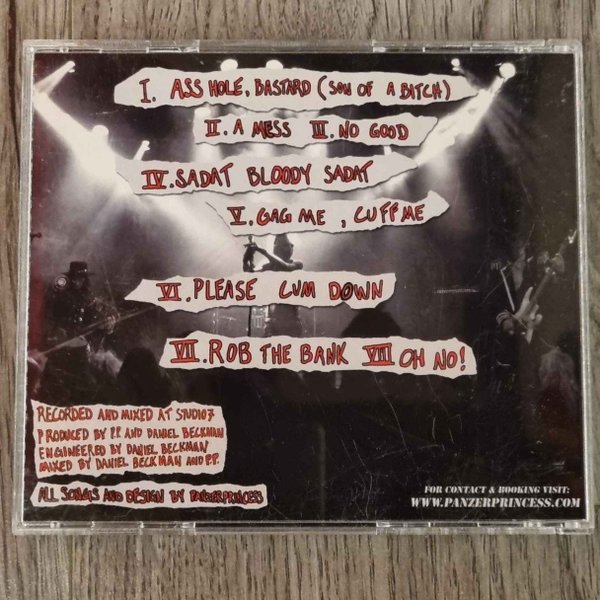 I. ASS HOLE, BASTARD (SON OF A BITCH)
II. A MESS III. NO GOOD
IV. SADAT BLOODY SADAT
V. GAG ME, CUFF ME
VI. PLEASE CUM DOWN
VII. ROB THE BANK VIII OH NO!
RECORDED AND MIXED AT STUDIO7
PRODUCED BY P.P. AND DANIEL BECKMAN
ENGINEERED BY DANIEL BECKMAN
MIXED BY DANIEL BECKMAN AND P.P.
ALL SONGS AND DESIGN BY PANZERPRINCESS
FOR CONTACT & BOOKING VISIT:
WWW.PANZERPRINCESS.COM